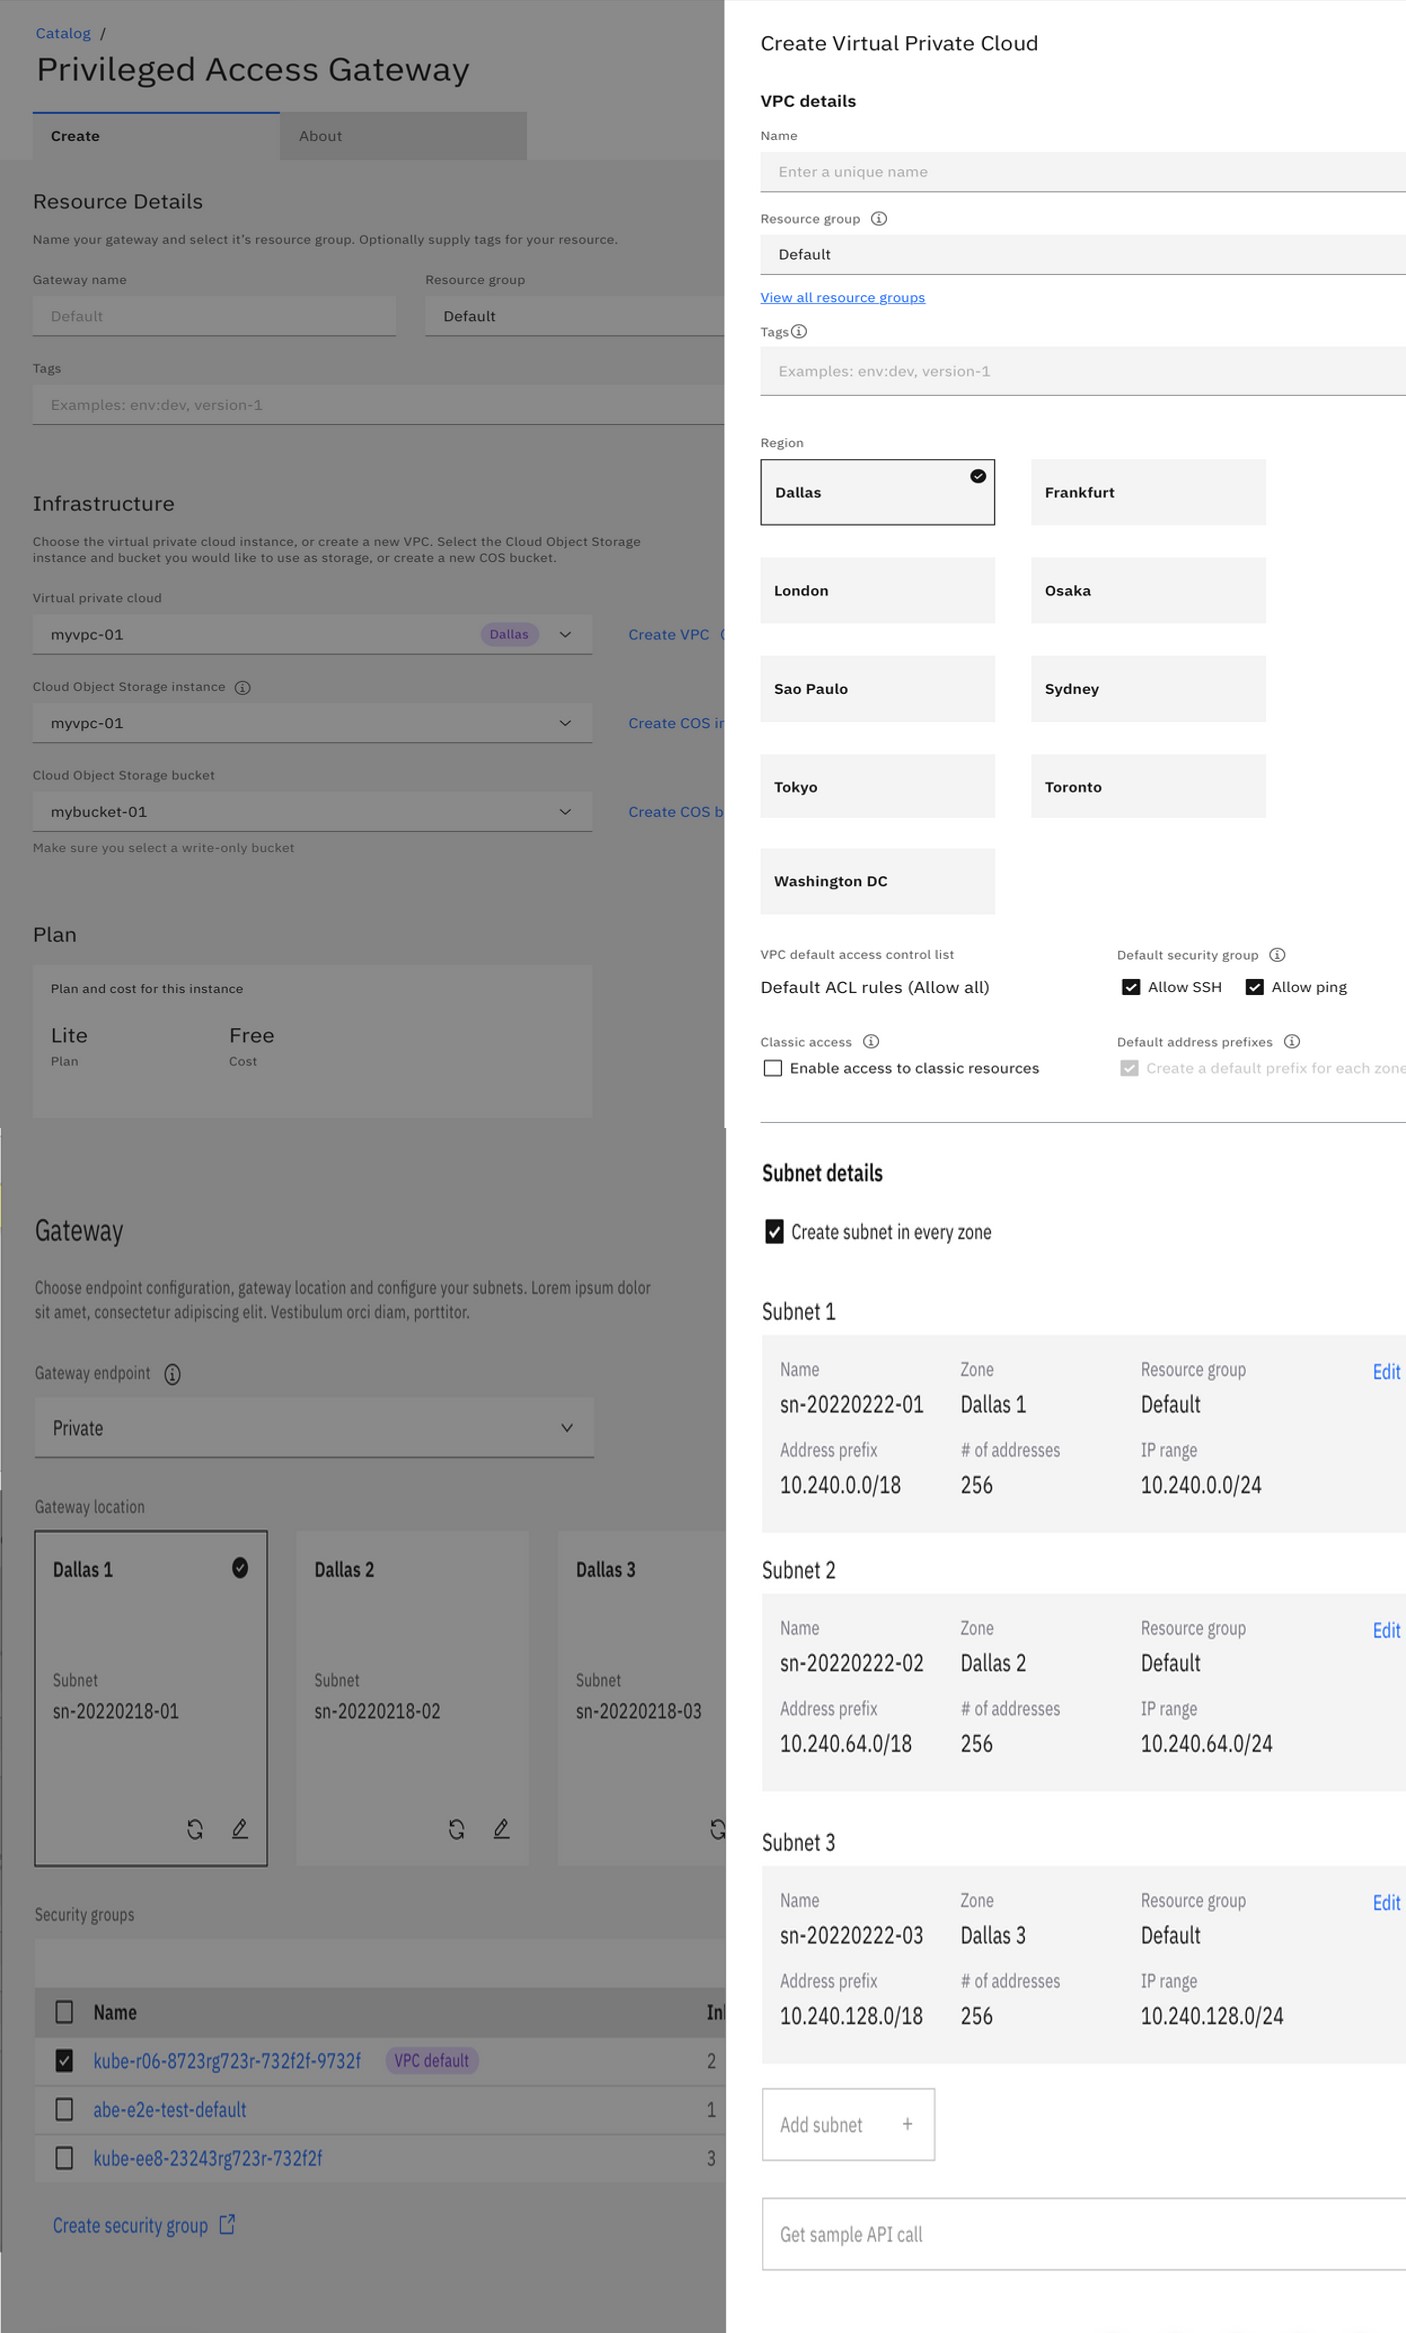 Catalog /
Privileged Access Gateway
Create
About
Resource Details
Name your gateway and select it's resource group. Optionally supply tags for your resource.
Gateway name
Resource group
Default
Default
Tags
Examples: env:dev, version-1
Infrastructure
Choose the virtual private cloud instance, or create a new VPC. Select the Cloud Object Storage
instance and bucket you would like to use as storage, or create a new COS bucket.
Virtual private cloud
myvpc-01 Dallas
Create VPC
Cloud Object Storage instance
myvpc-01
Create COS
Cloud Object Storage bucket
mybucket-01
Create COS
Make sure you select a write-only bucket
Plan
Plan and cost for this instance
Lite Free
Plan Cost
Gateway
Choose endpoint configuration, gateway location and configure your subnets. Lorem ipsum dolor
sit amet, consectetur adipiscing elit. Vestibulum orci diam, porttitor.
Gateway endpoint
Private
Gateway location
Dallas 1 Dallas 2 Dallas 3
Subnet Subnet Subnet
sn-20220218-01 sn-20220218-02 sn-20220218-03
Security groups
Name
kube-r06-8723rg723r-732f2f-9732f VPC default 2
abe-e2e-test-default 1
kube-ee8-23243rg723r-732f2f 3
Create security group
Create Virtual Private Cloud
VPC details
Name
Enter a unique name
Resource group
Default
View all resource groups
Tags
Examples: env:dev, version-1
Region
Dallas Frankfurt
London Osaka
Sao Paulo Sydney
Tokyo Toronto
Washington DC
VPC default access control list Default security group
Default ACL rules (Allow all) Allow SSH Allow ping
Classic access Default address prefixes
Enable access to classic resources Create a default prefix for each zone
Subnet details
Create subnet in every zone
Subnet 1
Name Zone Resource group Edit
sn-20220222-01 Dallas 1 Default
Address prefix # of addresses IP range
10.240.0.0/18 256 10.240.0.0/24
Subnet 2
Name Zone Resource group Edit
sn-20220222-02 Dallas 2 Default
Address prefix # of addresses IP range
10.240.64.0/18 256 10.240.64.0/24
Subnet 3
Name Zone Resource group Edit
sn-20220222-03 Dallas 3 Default
Address prefix # of addresses IP range
10.240.128.0/18 256 10.240.128.0/24
Add subnet +
Get sample API call